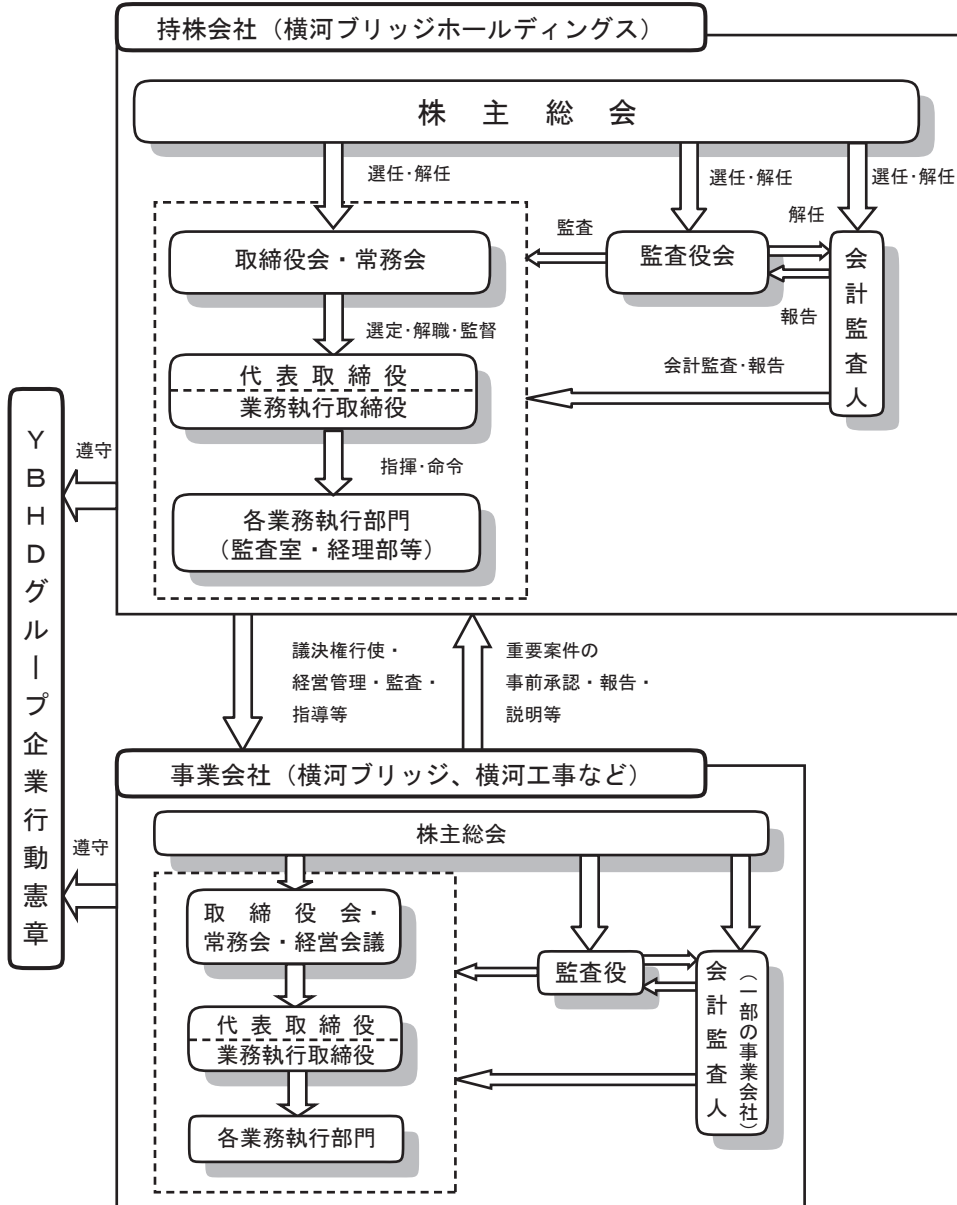 持株会社（横河ブリッジホールディングス）
株主総会
選任・解任
選任・解任
選任・解任
取締役会・常務会
監査
監査役会
解任
報告
会計監査人
選定・解職・監督
代表取締役
業務執行取締役
会計監査・報告
指揮・命令
各業務執行部門
（監査室・経理部等）
YBHDグループ企業行動憲章
遵守
議決権行使・
経営管理・監査・
指導等
重要案件の
事前承認・報告・
説明等
事業会社（横河ブリッジ、横河工事など）
遵守
株主総会
取締役会・
常務会・経営会議
監査役
会計監査人
（一部の事業会社）
代表取締役
業務執行取締役
各業務執行部門